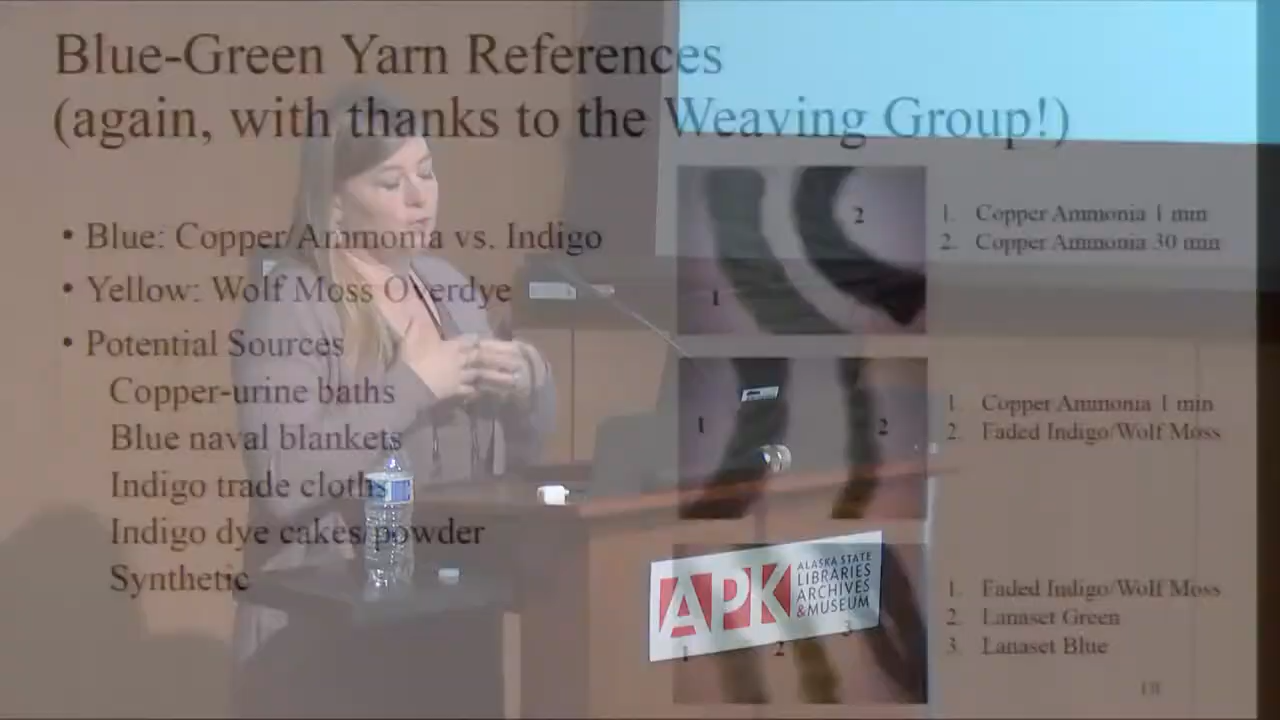 Blue-Green Yarn References
(again, with thanks to the Weaving Group!)
• Blue: Copper/Ammonia vs. Indigo
• Yellow: Wolf Moss Overdye
• Potential Sources
Copper-urine baths
Blue naval blankets
Indigo trade cloths
Indigo dye cakes/powder
Synthetic
1
2
1. Copper Ammonia 1 min
2. Copper Ammonia 30 min
1
2
1. Copper Ammonia 1 min
2. Faded Indigo/Wolf Moss
1
2
3
1. Faded Indigo/Wolf Moss
2. Lanaset Green
3. Lanaset Blue
APK
ALASKA STATE
LIBRARIES
ARCHIVES
&MUSEUM